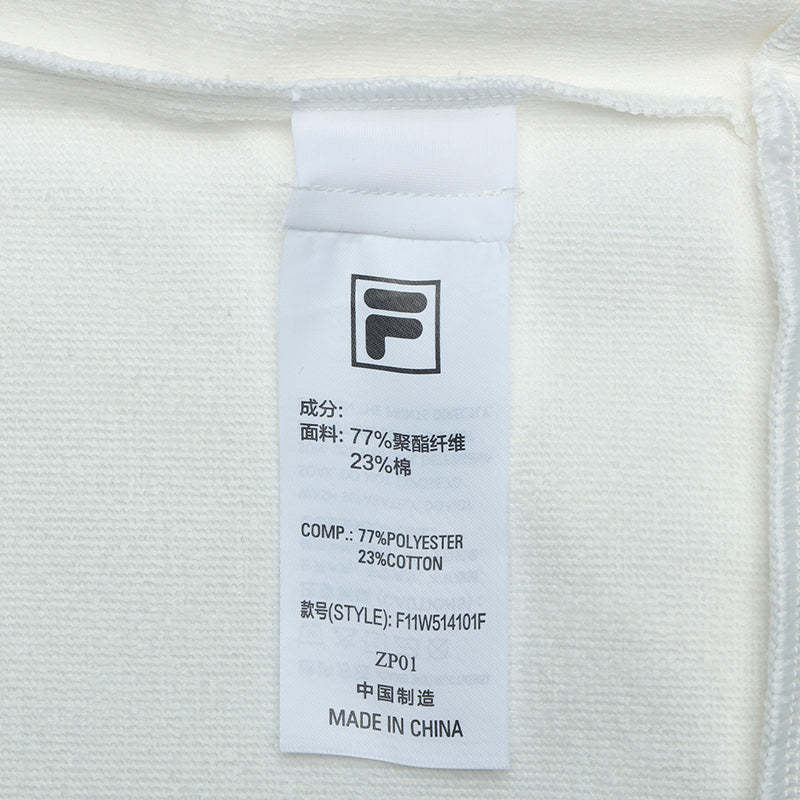 F
成分:
面料: 77%聚酯纤维
23%棉
COMP.: 77%POLYESTER
23%COTTON
款号(STYLE): F11W514101F
ZP01
中国制造
MADE IN CHINA